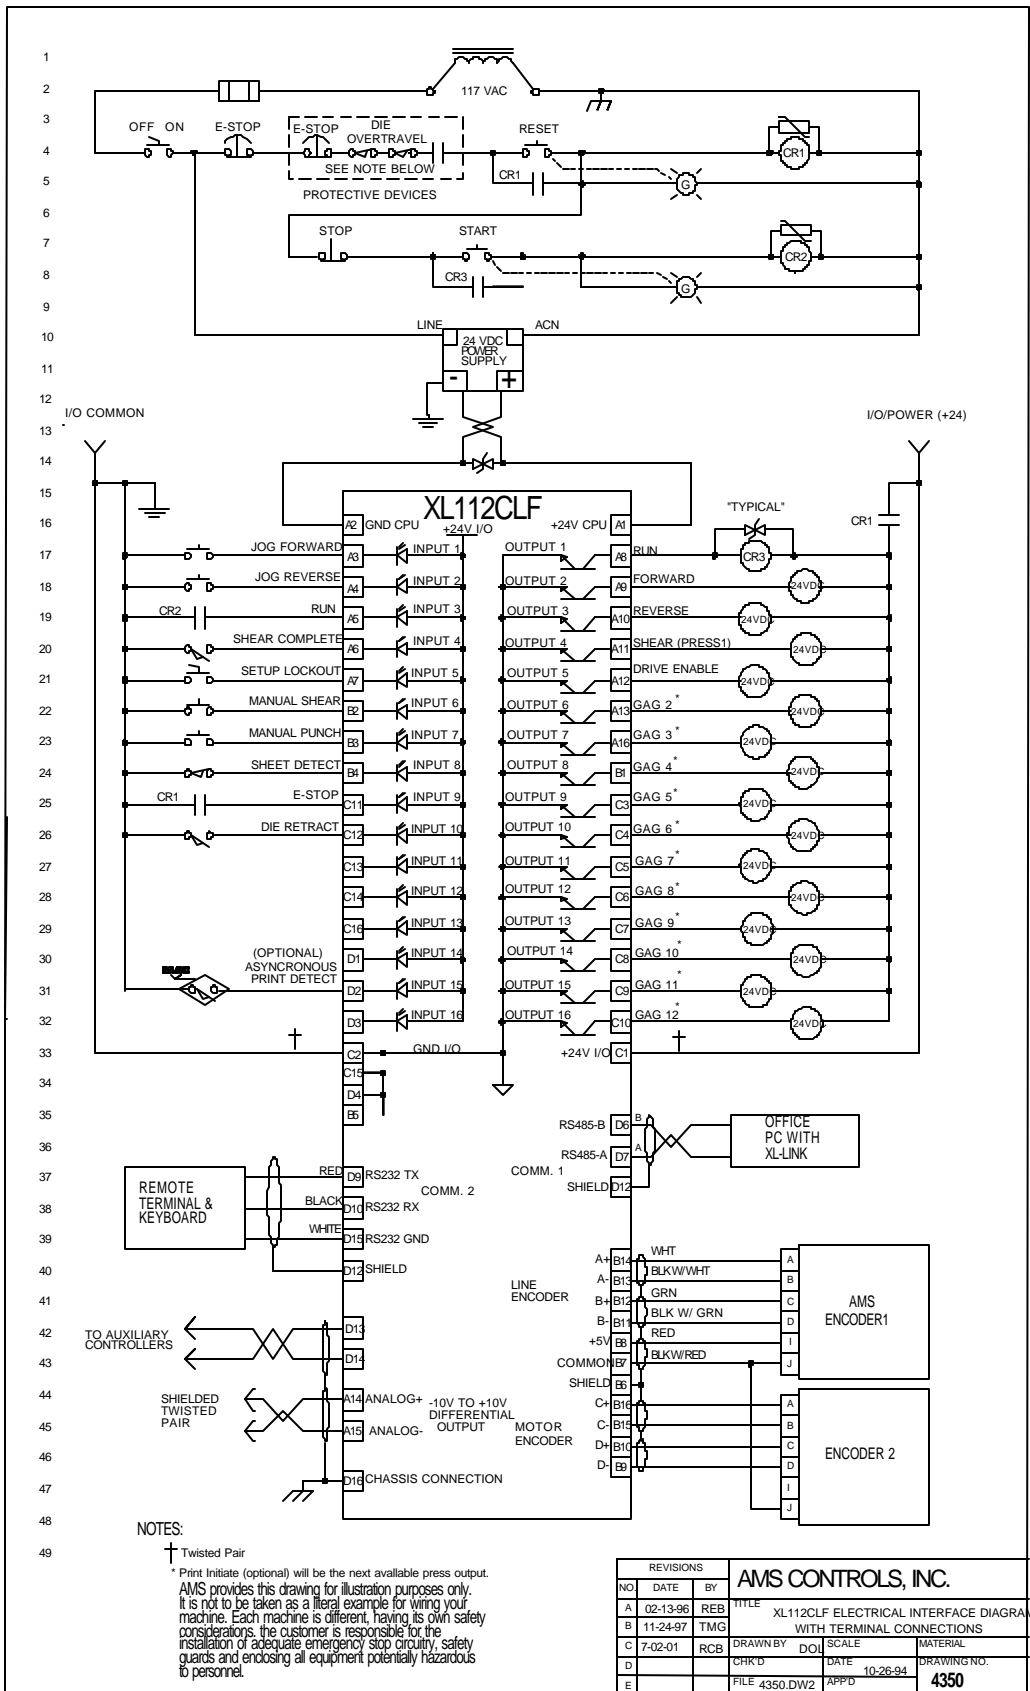 1
2
117 VAC
3
OFF ON E-STOP E-STOP DIE OVERTRAVEL RESET
4
CR1
SEE NOTE BELOW
5
CR1
G
PROTECTIVE DEVICES
6
7
STOP START
CR2
8
CR3
G
9
10
LINE ACN
24 VDC
POWER
SUPPLY
11
- +
12
I/O COMMON I/O/POWER (+24)
13
14
15
XL112CLF
"TYPICAL"
16
A2 GND CPU +24V I/O +24V CPU A1 CR1
17
JOG FORWARD A3 INPUT 1 OUTPUT 1 A8 RUN CR3
18
JOG REVERSE A4 INPUT 2 OUTPUT 2 A9 FORWARD 24VDC
19
CR2 RUN A5 INPUT 3 OUTPUT 3 A10 REVERSE 24VDC
20
SHEAR COMPLETE A6 INPUT 4 OUTPUT 4 A11 SHEAR (PRESS1) 24VDC
21
SETUP LOCKOUT A7 INPUT 5 OUTPUT 5 A12 DRIVE ENABLE 24VDC
22
MANUAL SHEAR B2 INPUT 6 OUTPUT 6 A13 GAG 2 * 24VDC
23
MANUAL PUNCH B3 INPUT 7 OUTPUT 7 A16 GAG 3 * 24VDC
24
SHEET DETECT B4 INPUT 8 OUTPUT 8 B1 GAG 4 * 24VDC
25
CR1 E-STOP C11 INPUT 9 OUTPUT 9 C3 GAG 5 * 24VDC
26
DIE RETRACT C12 INPUT 10 OUTPUT 10 C4 GAG 6 * 24VDC
27
C13 INPUT 11 OUTPUT 11 C5 GAG 7 * 24VDC
28
C14 INPUT 12 OUTPUT 12 C6 GAG 8 * 24VDC
29
C16 INPUT 13 OUTPUT 13 C7 GAG 9 * 24VDC
30
(OPTIONAL)
ASYNCRONOUS
PRINT DETECT
D1 INPUT 14 OUTPUT 14 C8 GAG 10 * 24VDC
31
D2 INPUT 15 OUTPUT 15 C9 GAG 11 * 24VDC
32
D3 INPUT 16 OUTPUT 16 C10 GAG 12 * 24VDC
33
† C2 GND I/O +24V I/O C1 †
34
C15
D4
35
B5
RS485-B D6 B
OFFICE
PC WITH
XL-LINK
36
RS485-A D7 A
COMM. 1
SHIELD D12
37
REMOTE
TERMINAL &
KEYBOARD
RED D9 RS232 TX
COMM. 2
38
BLACK D10 RS232 RX
39
WHITE D15 RS232 GND
40
D12 SHIELD
LINE
ENCODER
A+ B14 WHT A
A- B13 BLKW/WHT B
41
B+ B12 GRN C
B- B11 BLK W/ GRN D
AMS
ENCODER1
42
TO AUXILIARY
CONTROLLERS
D13
+5V B8 RED I
43
D14
COMMON B7 BLKW/RED J
SHIELD B6
44
SHIELDED
TWISTED
PAIR
A14 ANALOG+ -10V TO +10V
DIFFERENTIAL
OUTPUT
C+ B16 A
45
A15 ANALOG-
MOTOR
ENCODER
C- B15 B
46
D+ B10 C
D- B9 D
ENCODER 2
47
D16 CHASSIS CONNECTION
I
J
48
NOTES:
49
† Twisted Pair
* Print Initiate (optional) will be the next available press output.
AMS provides this drawing for illustration purposes only.
It is not to be taken as a literal example for wiring your
machine. Each machine is different, having its own safety
considerations. the customer is responsible for the
installation of adequate emergency stop circuitry, safety
guards and enclosing all equipment potentially hazardous
to personnel.
REVISIONS
NO. DATE BY
A 02-13-96 REB
B 11-24-97 TMG
C 7-02-01 RCB
D
E
AMS CONTROLS, INC.
TITLE
XL112CLF ELECTRICAL INTERFACE DIAGRAM
WITH TERMINAL CONNECTIONS
DRAWN BY DOL SCALE MATERIAL
CHK'D DATE 10-26-94 DRAWING NO.
FILE 4350.DW2 APP'D 4350